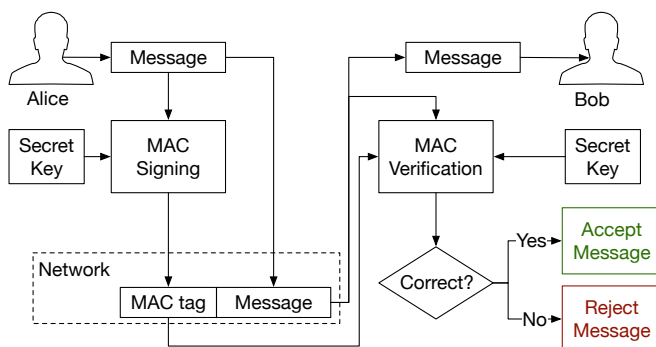 Message
Message
Alice
Bob
Secret
Key
MAC
Signing
MAC
Verification
Secret
Key
Network
MAC tag
Message
Correct?
Yes
Accept
Message
No
Reject
Message